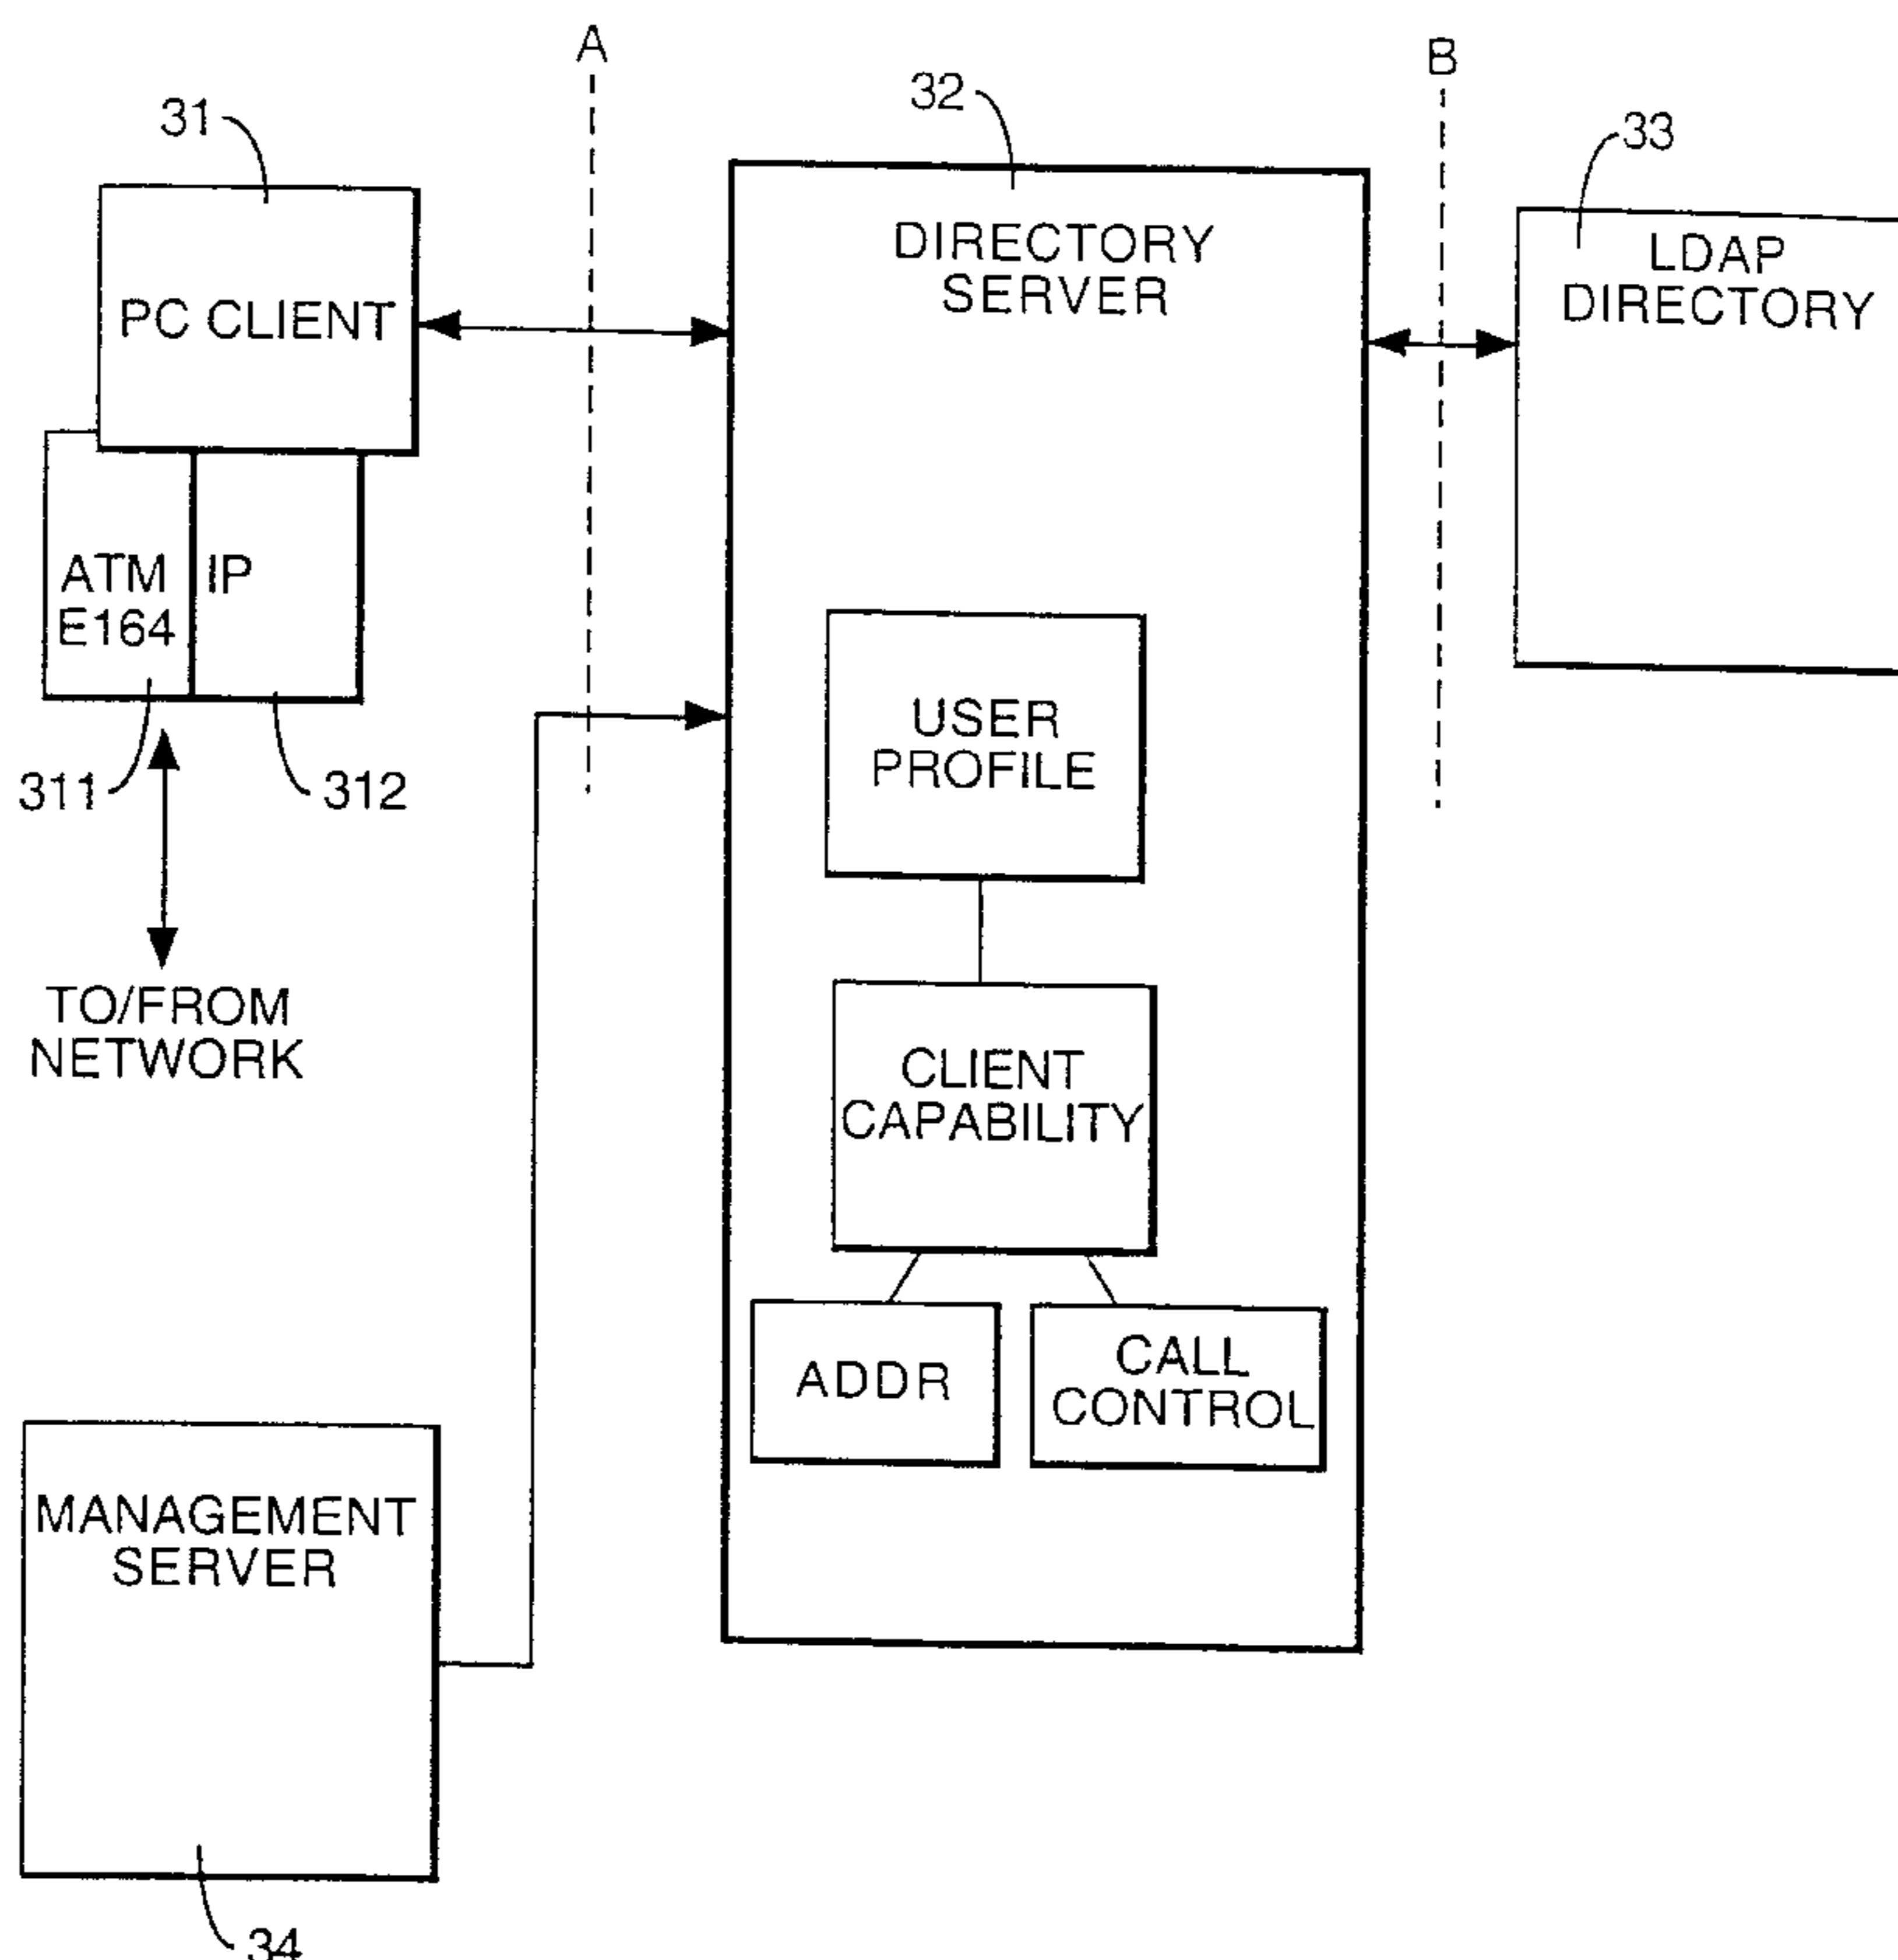 A
B
31
32
33
PC CLIENT
DIRECTORY
SERVER
LDAP
DIRECTORY
ATM
E164
IP
311
312
TO/FROM
NETWORK
USER
PROFILE
CLIENT
CAPABILITY
ADDR
CALL
CONTROL
MANAGEMENT
SERVER
34